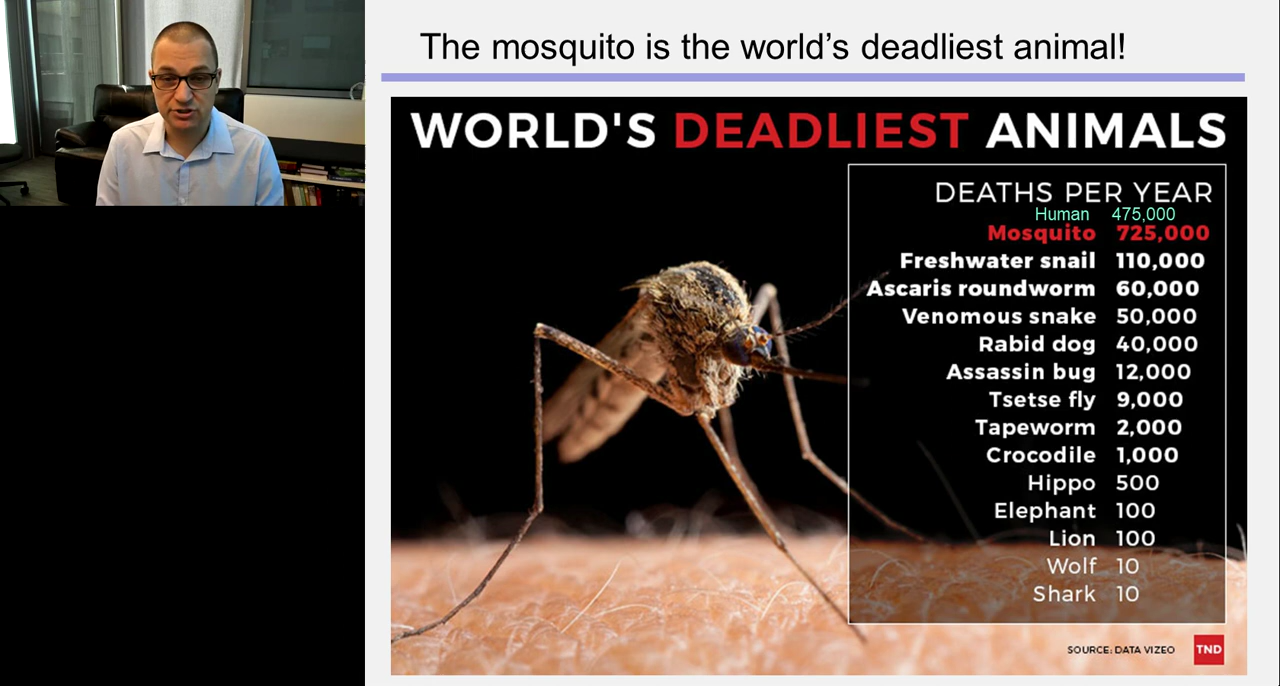 The mosquito is the world's deadliest animal!
WORLD'S DEADLIEST ANIMALS
DEATHS PER YEAR
Human 475,000
Mosquito 725,000
Freshwater snail 110,000
Ascaris roundworm 60,000
Venomous snake 50,000
Rabid dog 40,000
Assassin bug 12,000
Tsetse fly 9,000
Tapeworm 2,000
Crocodile 1,000
Hippo 500
Elephant 100
Lion 100
Wolf 10
Shark 10
SOURCE: DATA VIZEO TND